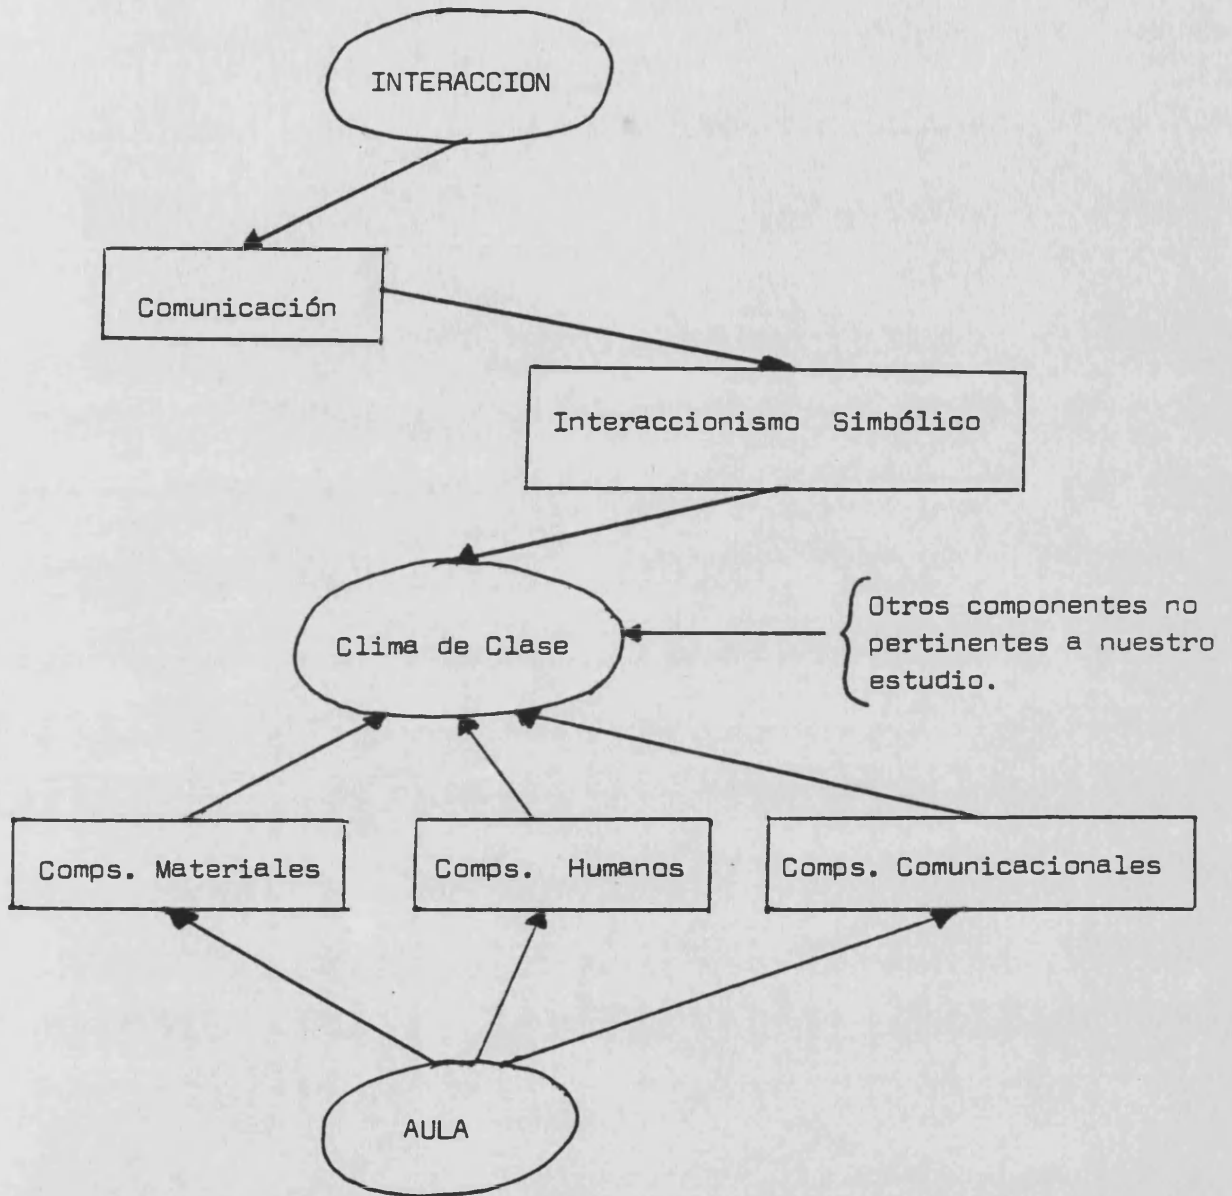 INTERACCION
Comunicación
Interaccionismo Simbólico
Clima de Clase
Otros componentes no
pertinentes a nuestro
estudio.
Comps. Materiales
Comps. Humanos
Comps. Comunicacionales
AULA